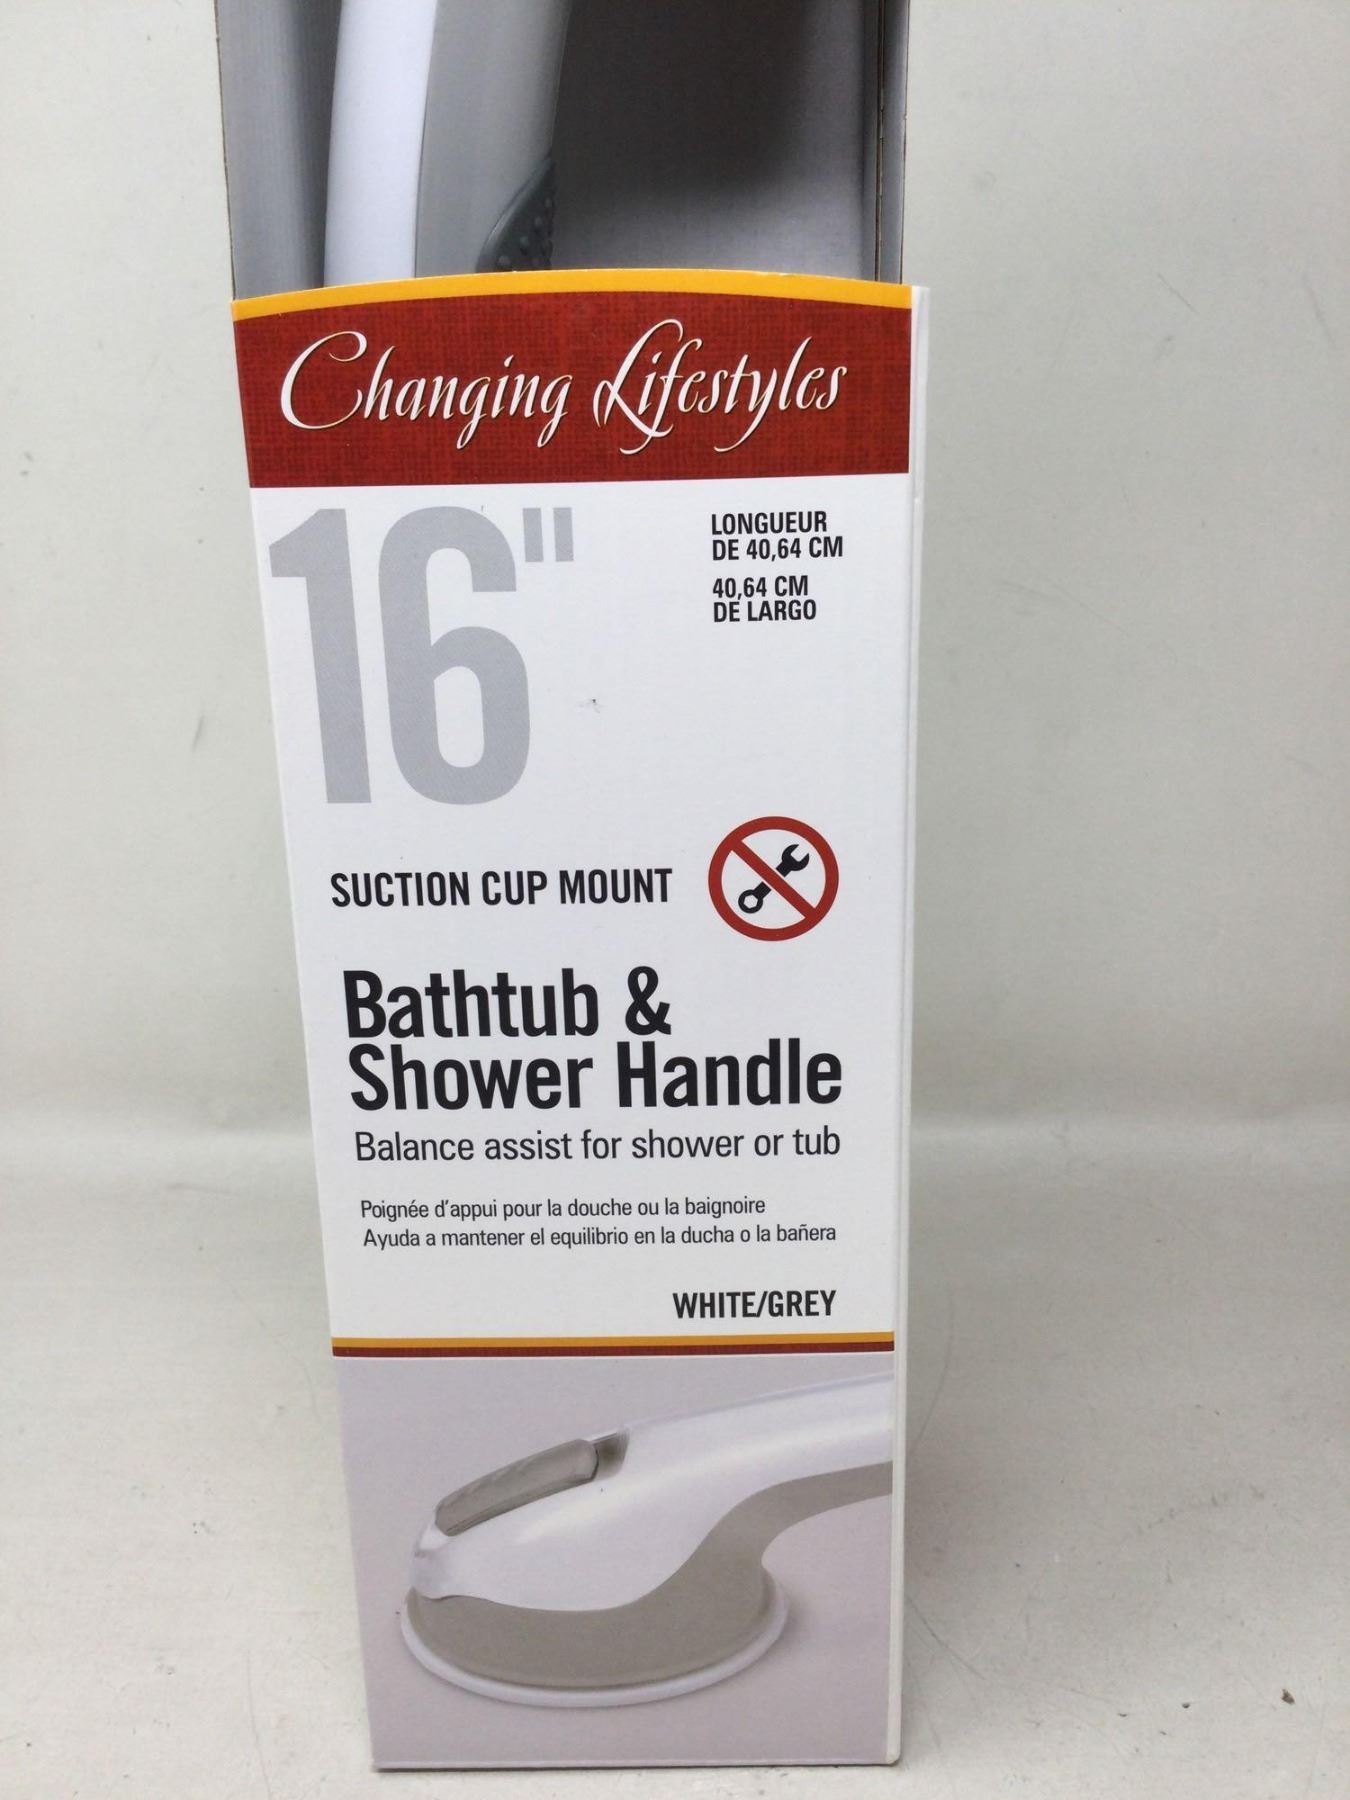 Changing Lifestyles
16"
LONGUEUR
DE 40,64 CM
40,64 CM
DE LARGO
SUCTION CUP MOUNT
Bathtub &
Shower Handle
Balance assist for shower or tub
Poignée d'appui pour la douche ou la baignoire
Ayuda a mantener el equilibrio en la ducha o la bañera
WHITE/GREY